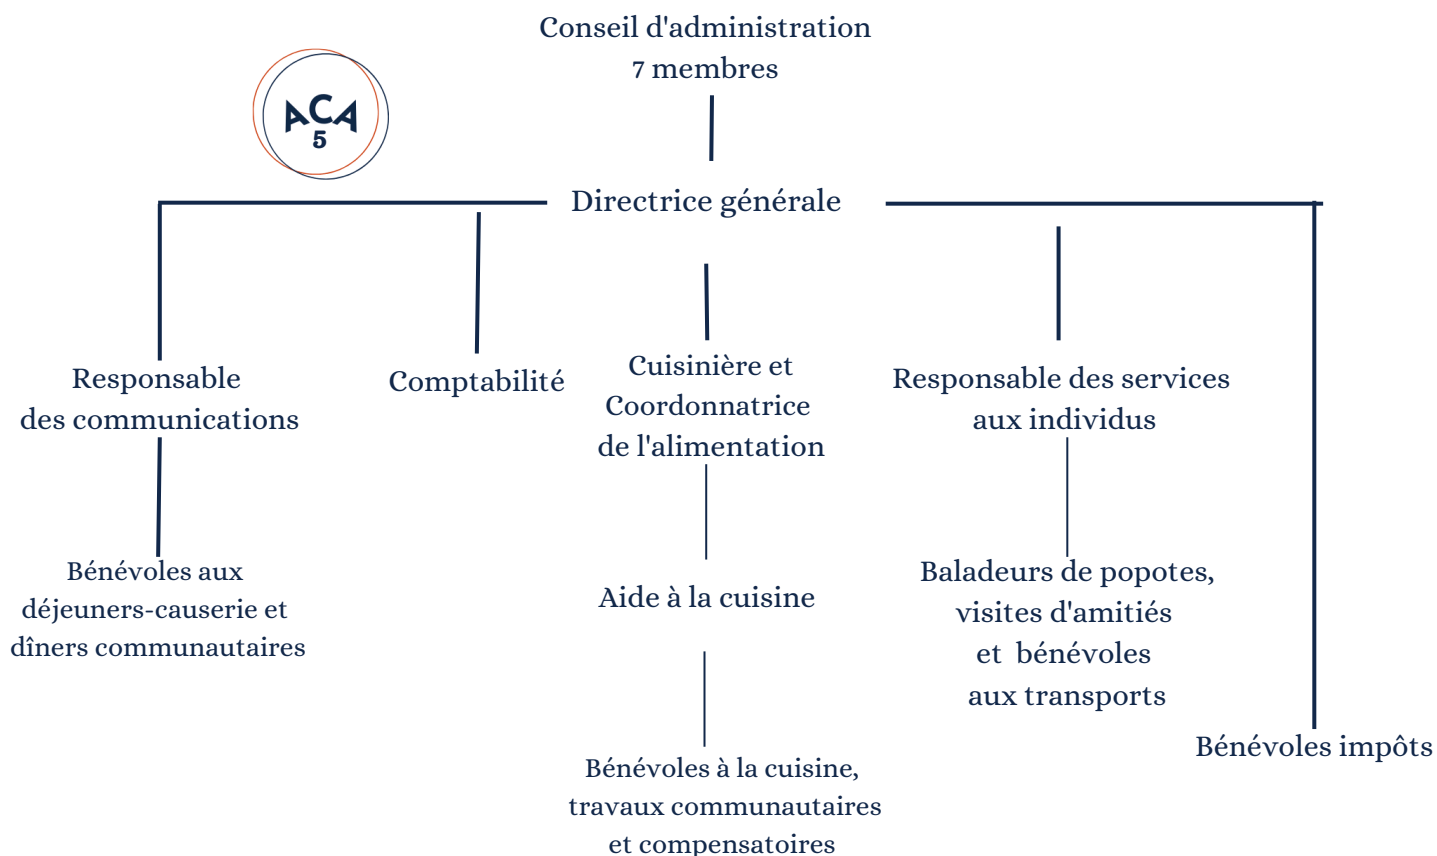 Conseil d'administration
7 membres
ACA
5
Directrice générale
Responsable
des communications
Comptabilité
Cuisinière et
Coordonnatrice
de l'alimentation
Responsable des services
aux individus
Bénévoles aux
déjeuners-causerie et
dîners communautaires
Aide à la cuisine
Baladeurs de popotes,
visites d'amitiés
et bénévoles
aux transports
Bénévoles impôts
Bénévoles à la cuisine,
travaux communautaires
et compensatoires